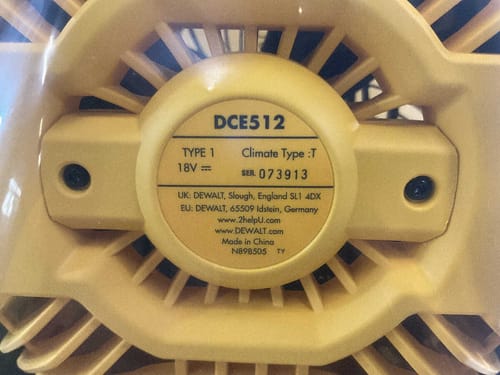 DCE512
TYPE 1 Climate Type :T
18V ⎓ SER. 073913
UK: DEWALT, Slough, England SL1 4DX
EU: DEWALT, 65509 Idstein, Germany
www.2helpU.com
www.DEWALT.com
Made in China
N898505 TY